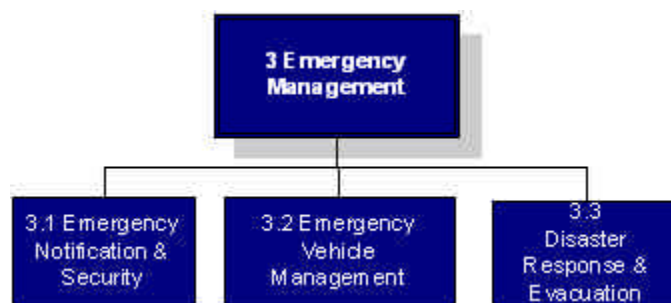 3 Emergency
Management
3.1 Emergency
Notification &
Security
3.2 Emergency
Vehicle
Management
3.3
Disaster
Response &
Evacuation